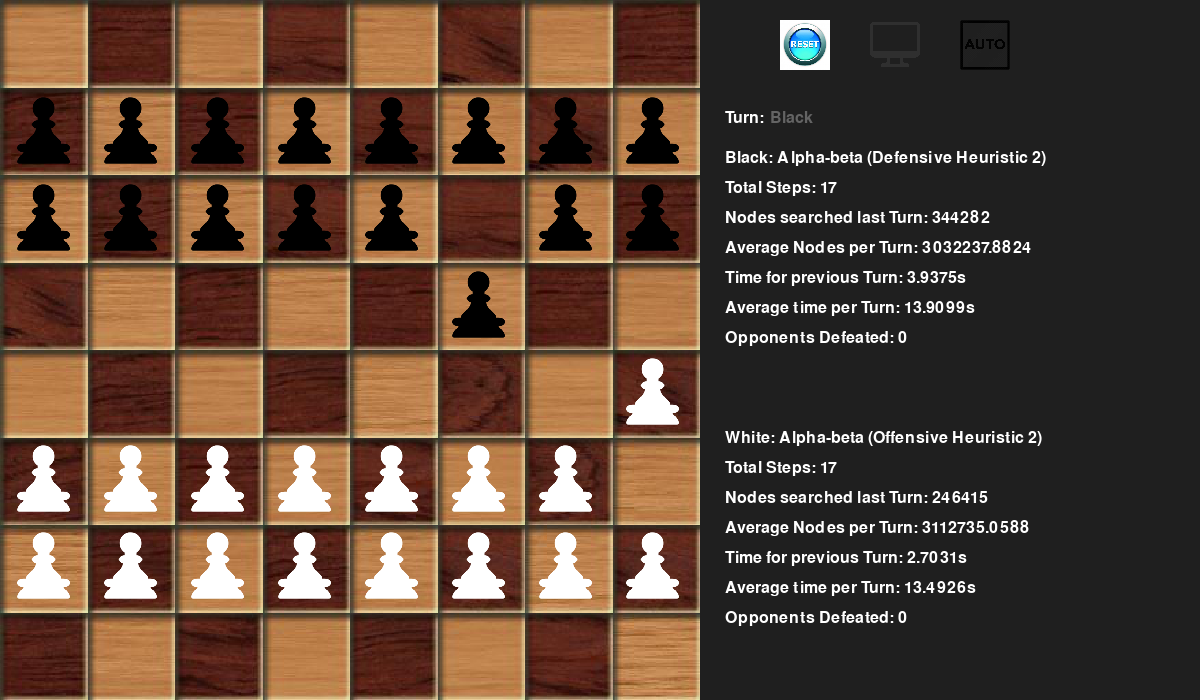 RESET
AUTO
Turn: Black
Black: Alpha-beta (Defensive Heuristic 2)
Total Steps: 17
Nodes searched last Turn: 344282
Average Nodes per Turn: 3032237.8824
Time for previous Turn: 3.9375s
Average time per Turn: 13.9099s
Opponents Defeated: 0
White: Alpha-beta (Offensive Heuristic 2)
Total Steps: 17
Nodes searched last Turn: 246415
Average Nodes per Turn: 3112735.0588
Time for previous Turn: 2.7031s
Average time per Turn: 13.4926s
Opponents Defeated: 0